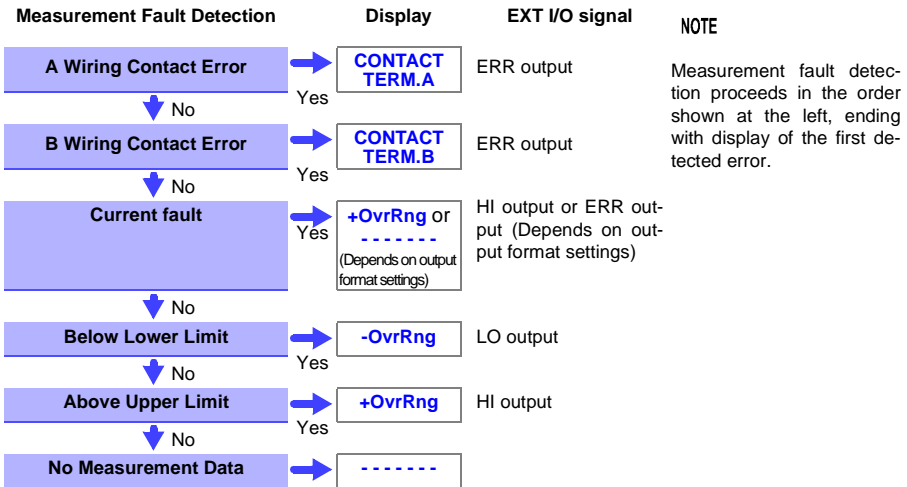 Measurement Fault Detection Display EXT I/O signal
A Wiring Contact Error
Yes
CONTACT
TERM.A
ERR output
No
B Wiring Contact Error
Yes
CONTACT
TERM.B
ERR output
No
Current fault
Yes
+OvrRng or
- - - - - - -
(Depends on output
format settings)
HI output or ERR out-
put (Depends on out-
put format settings)
No
Below Lower Limit
Yes
-OvrRng
LO output
No
Above Upper Limit
Yes
+OvrRng
HI output
No
No Measurement Data
- - - - - - -
NOTE
Measurement fault detec-
tion proceeds in the order
shown at the left, ending
with display of the first de-
tected error.